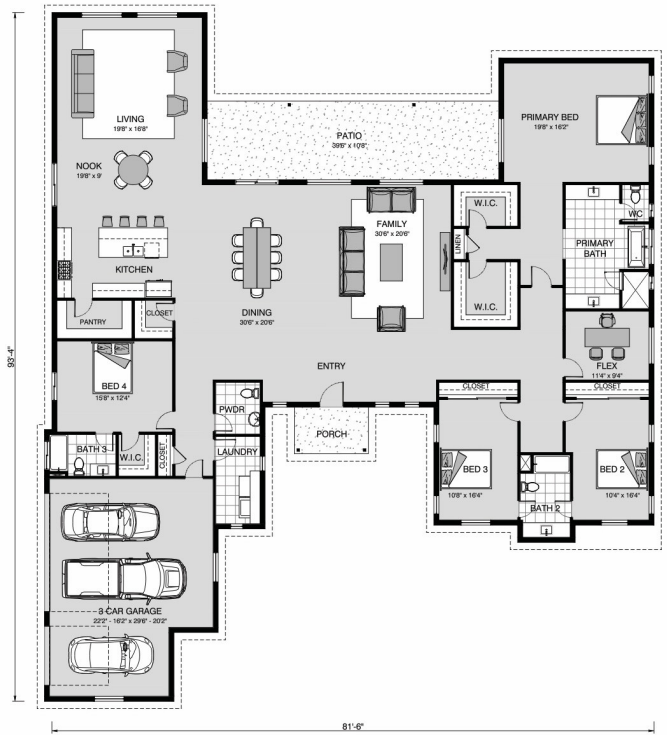 LIVING
19'8" x 16'8"
PRIMARY BED
19'8" x 16'2"
PATIO
39'6" x 10'8"
NOOK
19'8" x 9'
W.I.C.
WC
FAMILY
30'6" x 20'6"
LINEN
PRIMARY
BATH
KITCHEN
W.I.C.
PANTRY
CLOSET
DINING
30'6" x 20'6"
93'-4"
ENTRY
FLEX
11'4" x 9'4"
BED 4
15'8" x 12'4"
CLOSET
CLOSET
PWDR
PORCH
BATH 3
W.I.C.
CLOSET
LAUNDRY
BED 3
10'8" x 16'4"
BED 2
10'4" x 16'4"
BATH 2
3 CAR GARAGE
22'2" - 16'2" x 29'6" - 20'2"
81'-6"